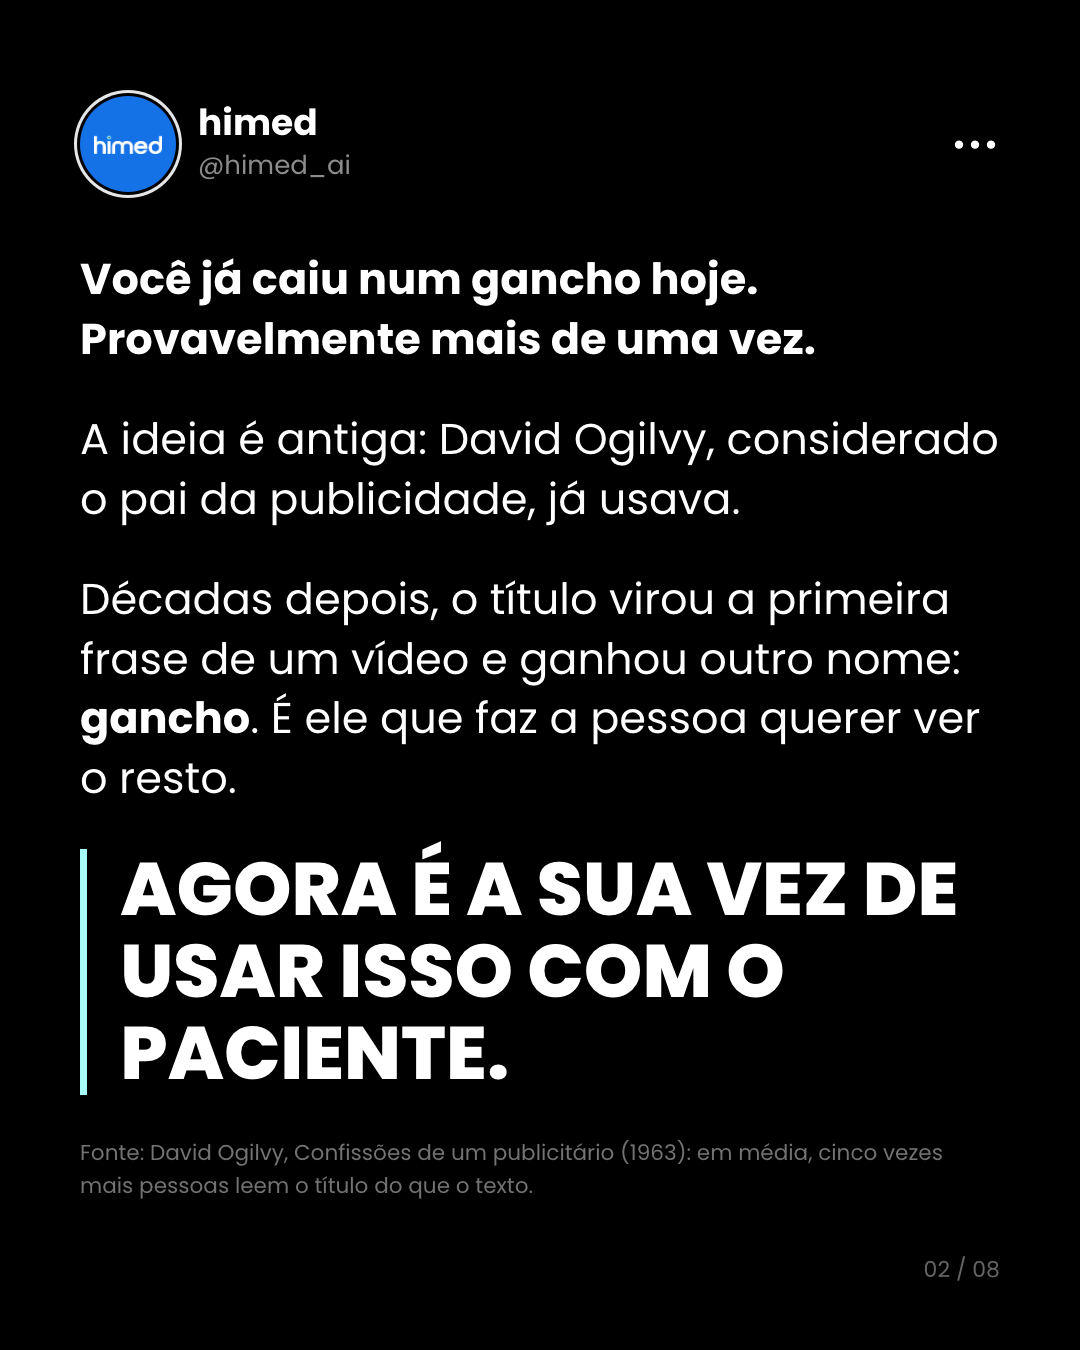 himed
himed
@himed_ai
Você já caiu num gancho hoje.
Provavelmente mais de uma vez.
A ideia é antiga: David Ogilvy, considerado
o pai da publicidade, já usava.
Décadas depois, o título virou a primeira
frase de um vídeo e ganhou outro nome:
gancho. É ele que faz a pessoa querer ver
o resto.
AGORA É A SUA VEZ DE
USAR ISSO COM O
PACIENTE.
Fonte: David Ogilvy, Confissões de um publicitário (1963): em média, cinco vezes
mais pessoas leem o título do que o texto.
02 / 08